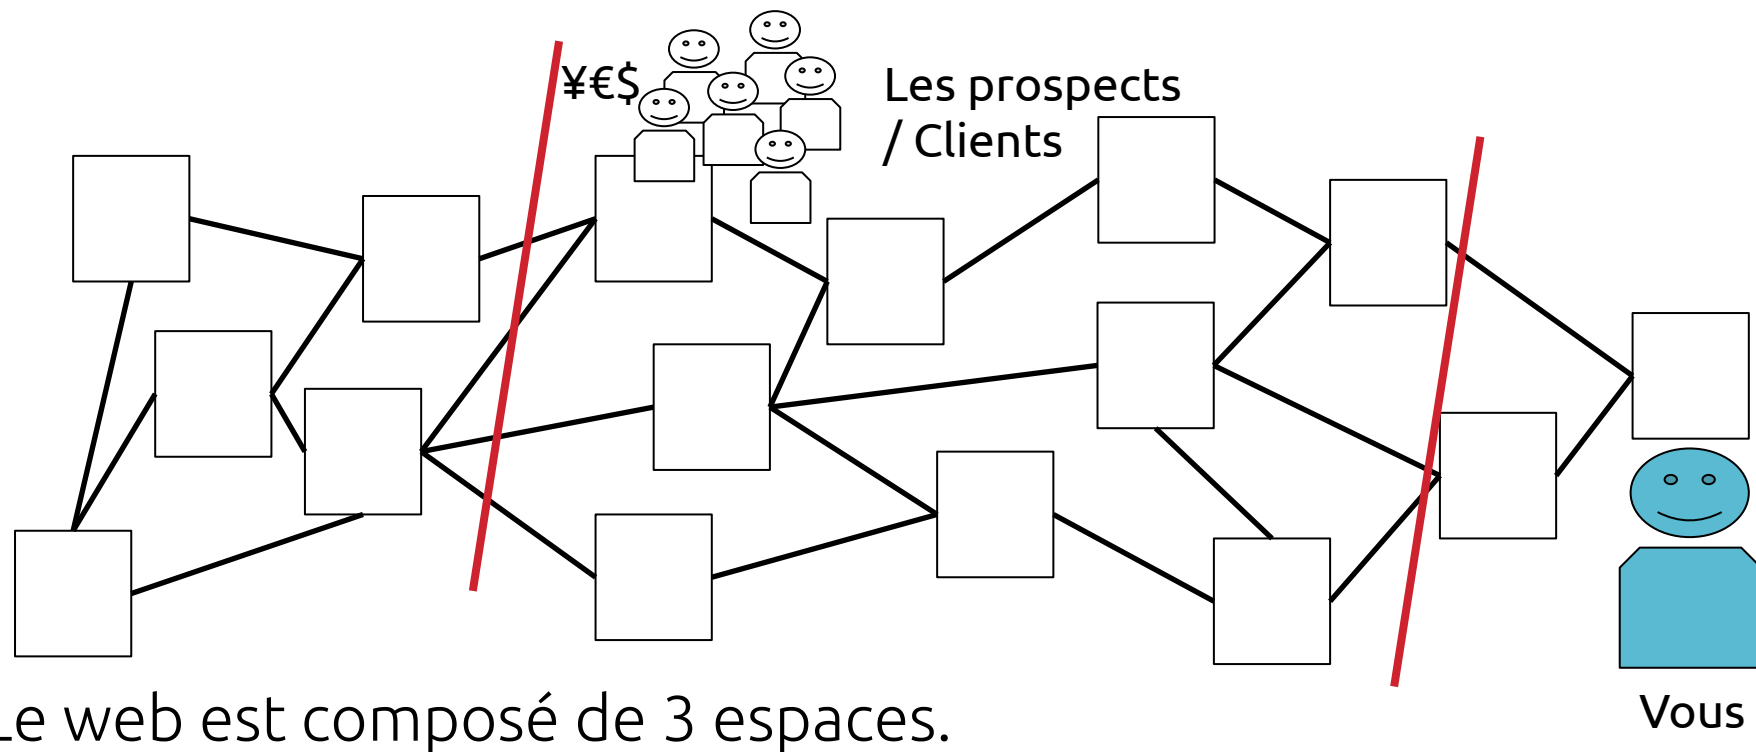 ¥€$
Les prospects
/ Clients
Le web est composé de 3 espaces.
Vous